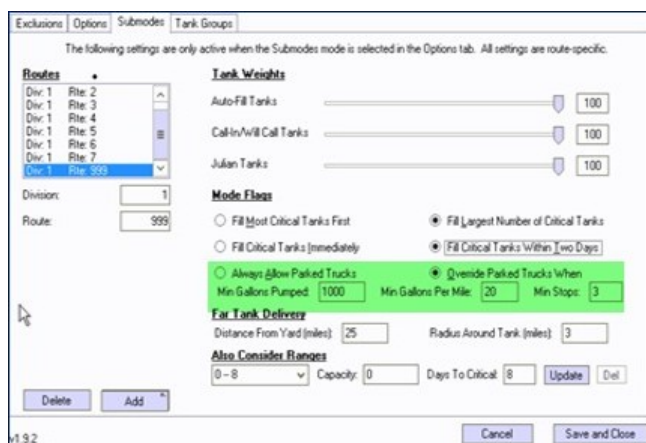 Exclusions Options Submodes Tank Groups
The following settings are only active when the Submodes mode is selected in the Options tab. All settings are route-specific.
Routes
Div: 1 Rte: 2
Div: 1 Rte: 3
Div: 1 Rte: 4
Div: 1 Rte: 5
Div: 1 Rte: 6
Div: 1 Rte: 7
Div: 1 Rte: 999
Division: 1
Route: 999
Tank Weights
Auto-Fill Tanks 100
Call-In/Will Call Tanks 100
Julian Tanks 100
Mode Flags
Fill Most Critical Tanks First Fill Largest Number of Critical Tanks
Fill Critical Tanks Immediately Fill Critical Tanks Within Two Days
Always Allow Parked Trucks Override Parked Trucks When
Min Gallons Pumped: 1000 Min Gallons Per Mile: 20 Min Stops: 3
Far Tank Delivery
Distance From Yard (miles): 25 Radius Around Tank (miles): 3
Also Consider Ranges
0 - 8 Capacity: 0 Days To Critical: 8 Update Del
Delete Add
v1.9.2 Cancel Save and Close